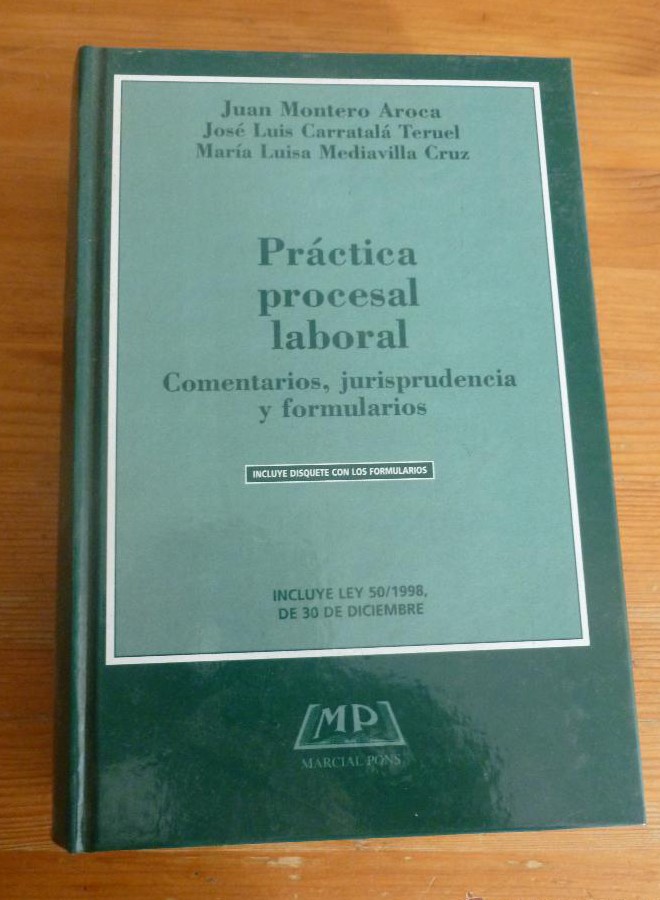 Juan Montero Aroca
José Luis Carratalá Teruel
María Luisa Mediavilla Cruz
Práctica
procesal
laboral
Comentarios, jurisprudencia
y formularios
INCLUYE DISQUETE CON LOS FORMULARIOS
INCLUYE LEY 50/1998,
DE 30 DE DICIEMBRE
MP
MARCIAL PONS